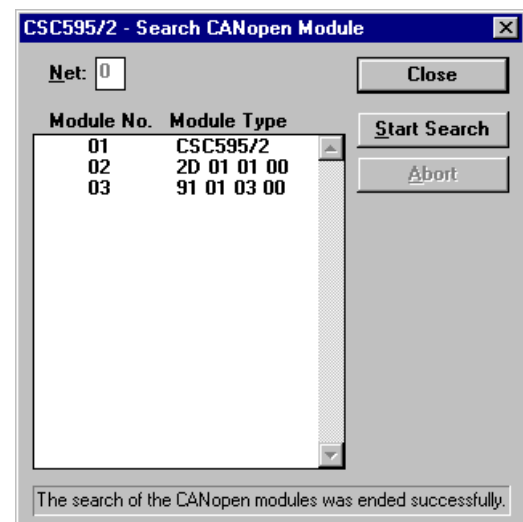 CSC595/2 - Search CANopen Module
Net: 0
Close
Module No. Module Type
Start Search
01 CSC595/2
02 2D 01 01 00
Abort
03 91 01 03 00
The search of the CANopen modules was ended successfully.